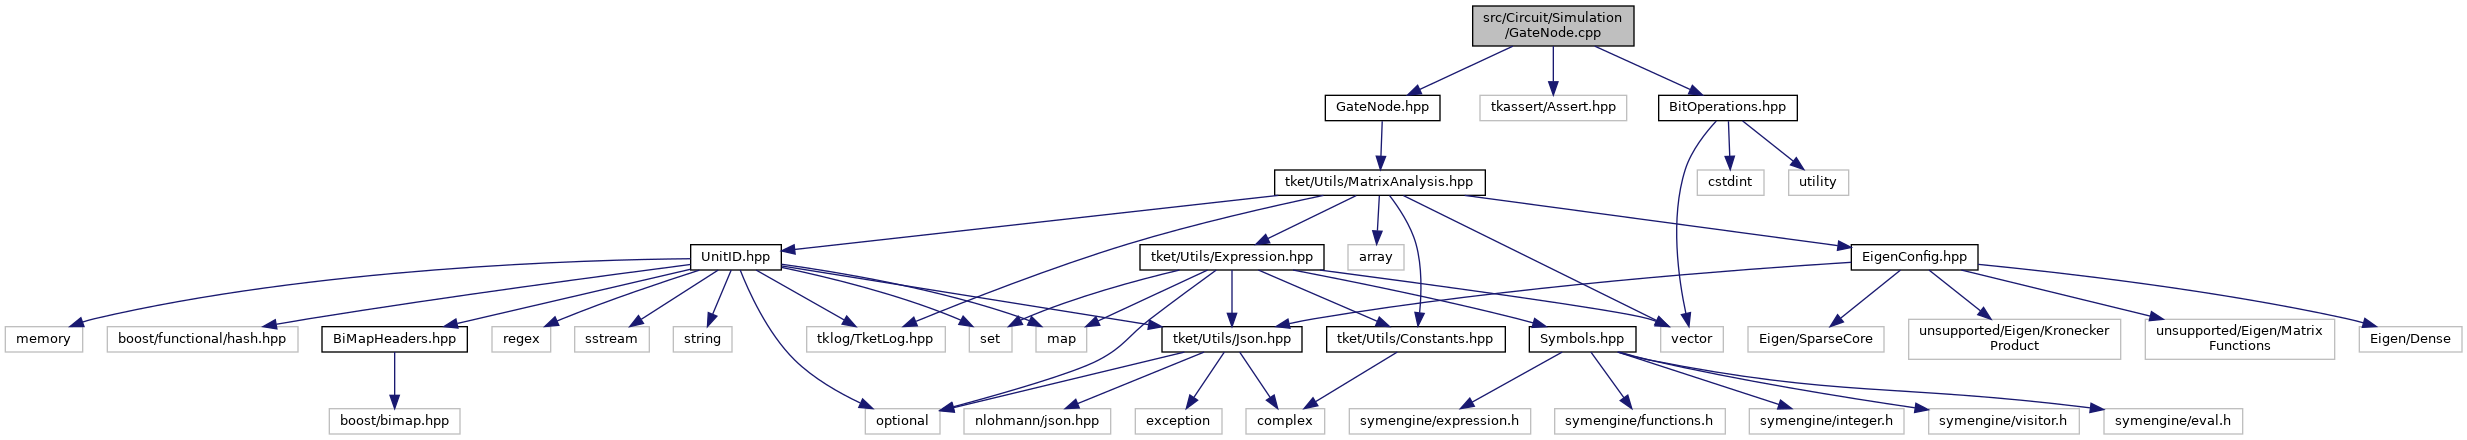 src/Circuit/Simulation
/GateNode.cpp
GateNode.hpp
tkassert/Assert.hpp
BitOperations.hpp
tket/Utils/MatrixAnalysis.hpp
cstdint
utility
UnitID.hpp
tket/Utils/Expression.hpp
array
EigenConfig.hpp
memory
boost/functional/hash.hpp
BiMapHeaders.hpp
regex
sstream
string
tklog/TketLog.hpp
set
map
tket/Utils/Json.hpp
tket/Utils/Constants.hpp
Symbols.hpp
vector
Eigen/SparseCore
unsupported/Eigen/Kronecker
Product
unsupported/Eigen/Matrix
Functions
Eigen/Dense
boost/bimap.hpp
optional
nlohmann/json.hpp
exception
complex
symengine/expression.h
symengine/functions.h
symengine/integer.h
symengine/visitor.h
symengine/eval.h